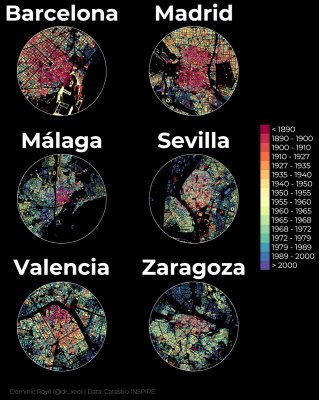 Barcelona Madrid
Málaga Sevilla
< 1890
1890 - 1900
1900 - 1910
1910 - 1927
1927 - 1935
1935 - 1940
1940 - 1950
1950 - 1955
1955 - 1960
1960 - 1965
1965 - 1968
1968 - 1972
1972 - 1979
1979 - 1989
1989 - 2000
> 2000
Valencia Zaragoza
Dominic Royé (@dr_xeo) | Data: Catastro INSPIRE